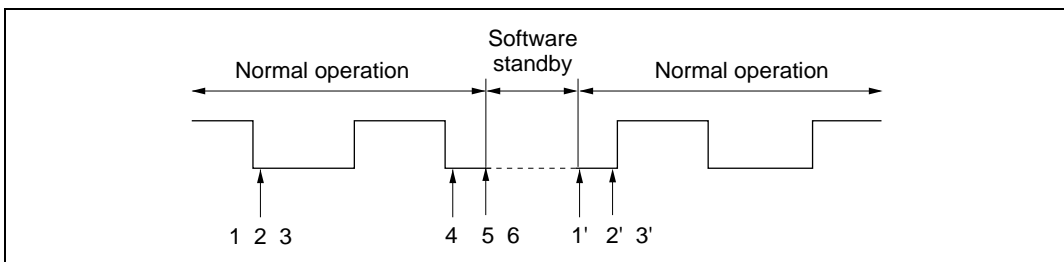 Software
standby
Normal operation
Normal operation
1 2 3
4
5 6
1'
2' 3'